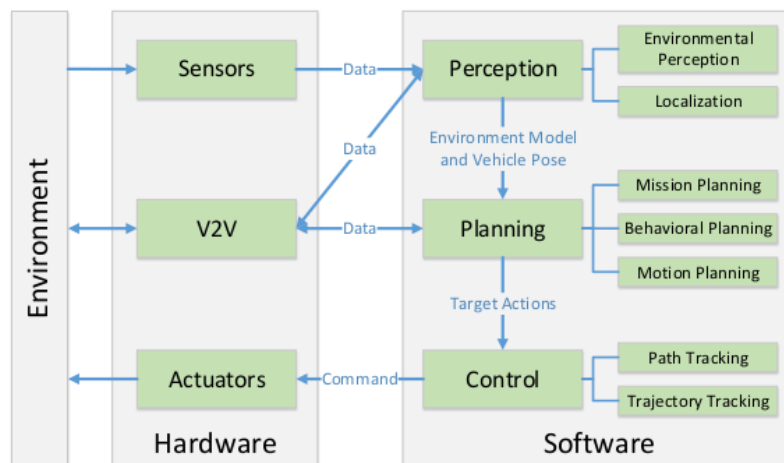 Environment
Sensors
V2V
Actuators
Hardware
Data
Data
Data
Command
Perception
Environment Model
and Vehicle Pose
Planning
Target Actions
Control
Software
Environmental
Perception
Localization
Mission Planning
Behavioral Planning
Motion Planning
Path Tracking
Trajectory Tracking